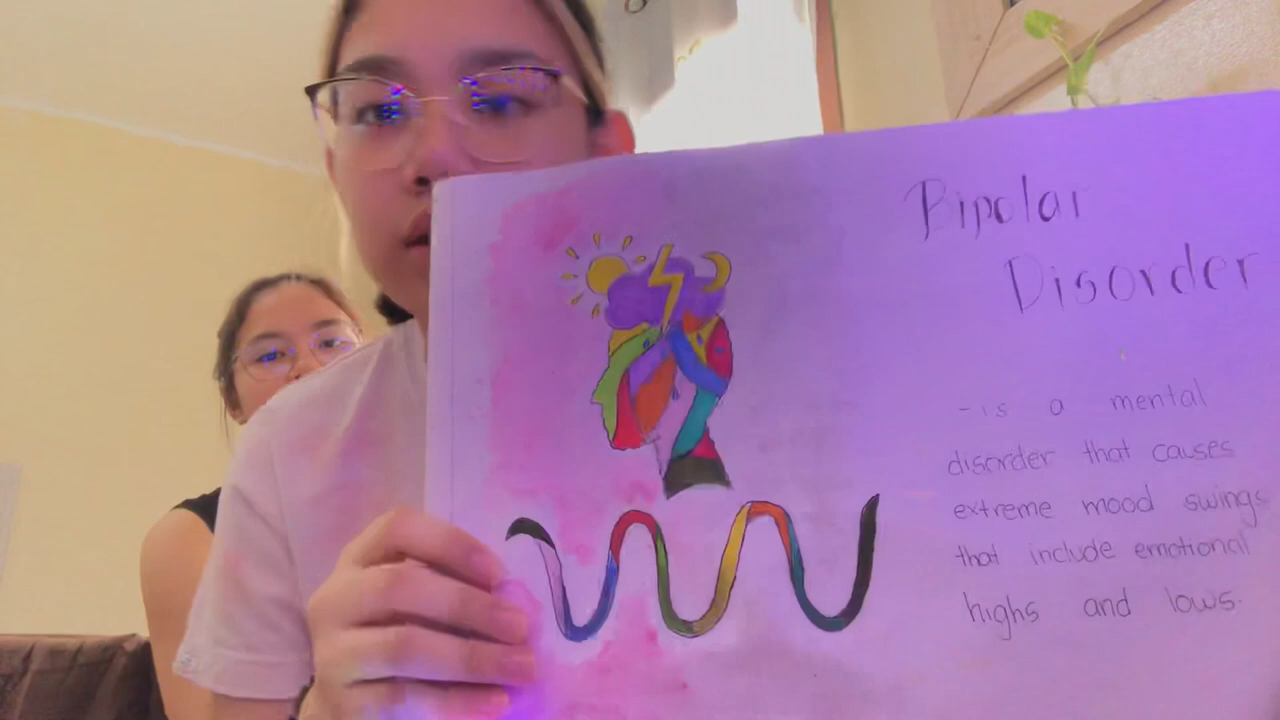 Bipolar
Disorder
- is a mental
disorder that causes
extreme mood swings
that include emotional
highs and lows.